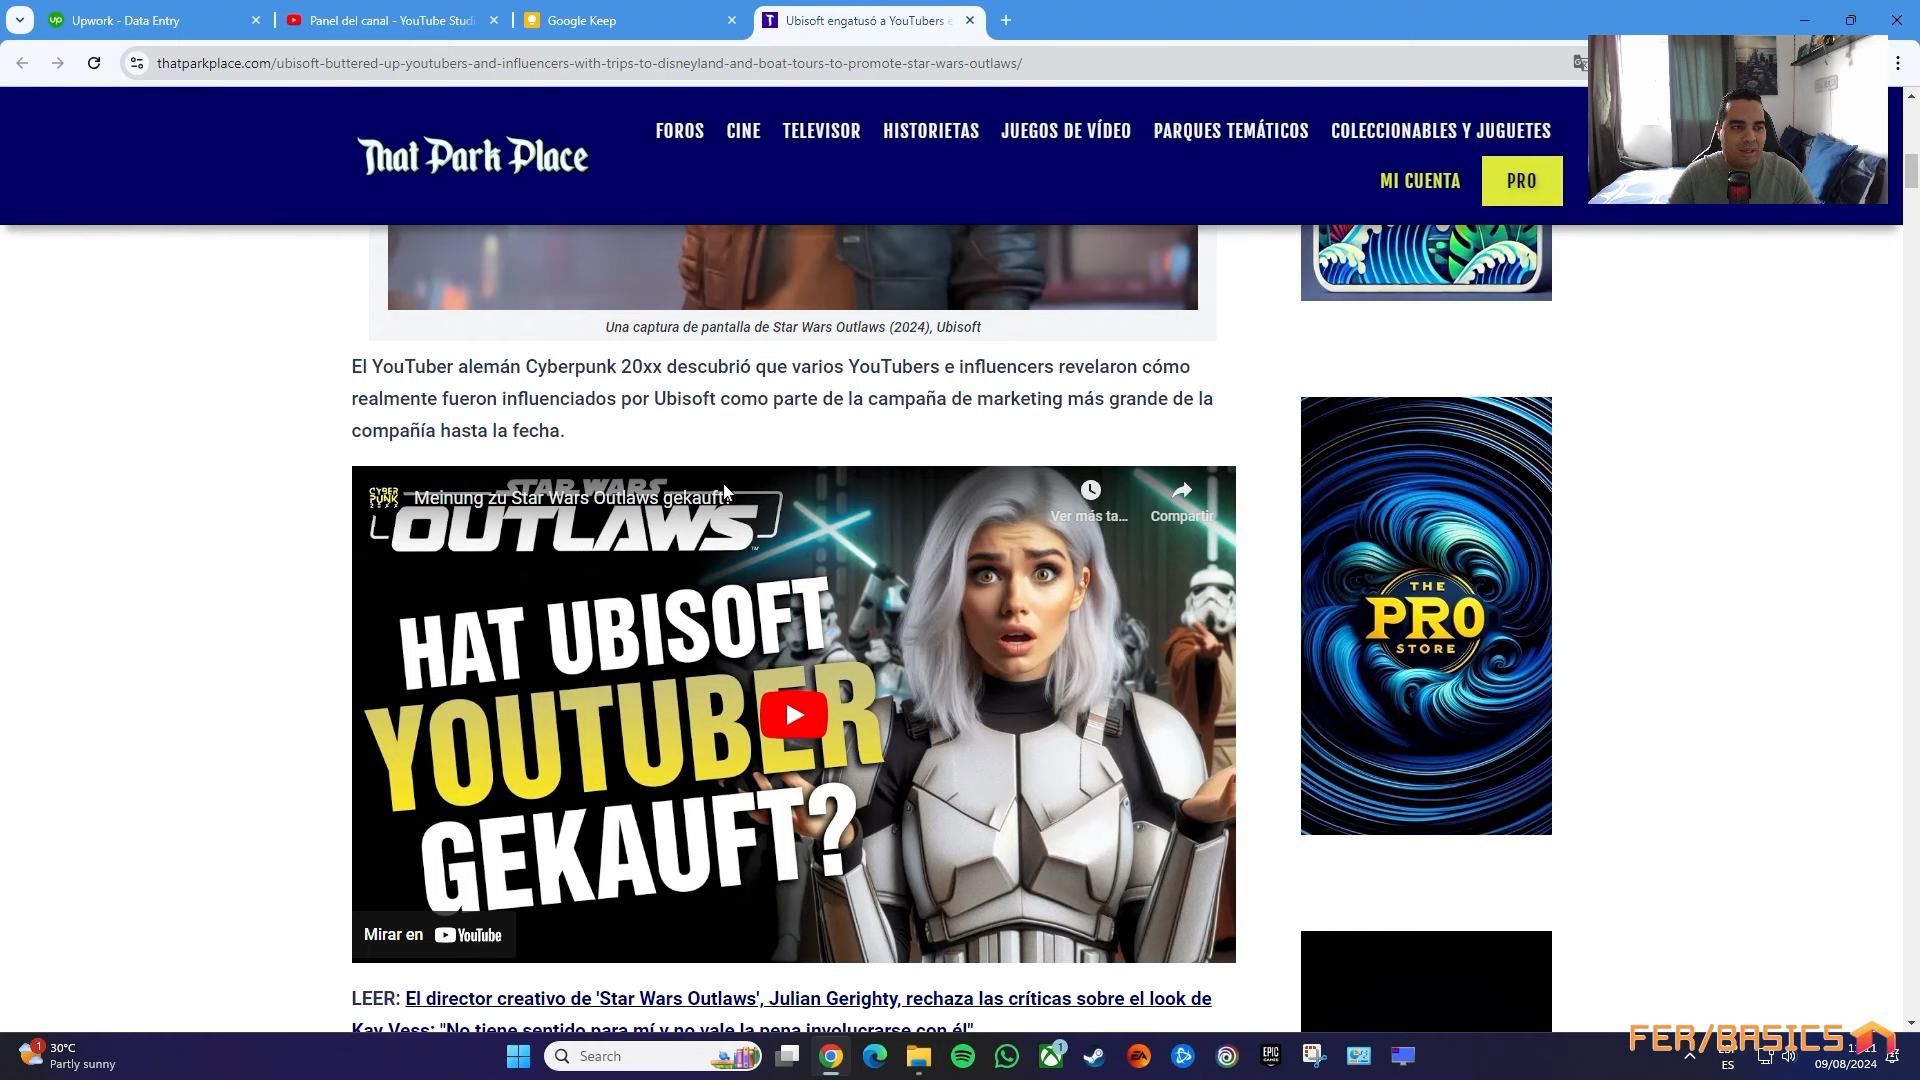 Upwork - Data Entry
Panel del canal - YouTube Studi
Google Keep
Ubisoft engatusó a YouTubers e
thatparkplace.com/ubisoft-buttered-up-youtubers-and-influencers-with-trips-to-disneyland-and-boat-tours-to-promote-star-wars-outlaws/
That Park Place
FOROS CINE TELEVISOR HISTORIETAS JUEGOS DE VÍDEO PARQUES TEMÁTICOS COLECCIONABLES Y JUGUETES
MI CUENTA PRO
Una captura de pantalla de Star Wars Outlaws (2024), Ubisoft
El YouTuber alemán Cyberpunk 20xx descubrió que varios YouTubers e influencers revelaron cómo
realmente fueron influenciados por Ubisoft como parte de la campaña de marketing más grande de la
compañía hasta la fecha.
CYBER
PUNK
20XX
Meinung zu Star Wars Outlaws gekauft?
STAR WARS
OUTLAWS
Ver más ta...
Compartir
HAT UBISOFT
YOUTUBER
GEKAUFT?
Mirar en YouTube
THE
PRO
STORE
LEER: El director creativo de 'Star Wars Outlaws', Julian Gerighty, rechaza las críticas sobre el look de
Kay Vess: "No tiene sentido para mí y no vale la pena involucrarse con él"
FER/BASICS
1
30°C
Partly sunny
Search
1
EA
EPIC
GAMES
ES
09/08/2024